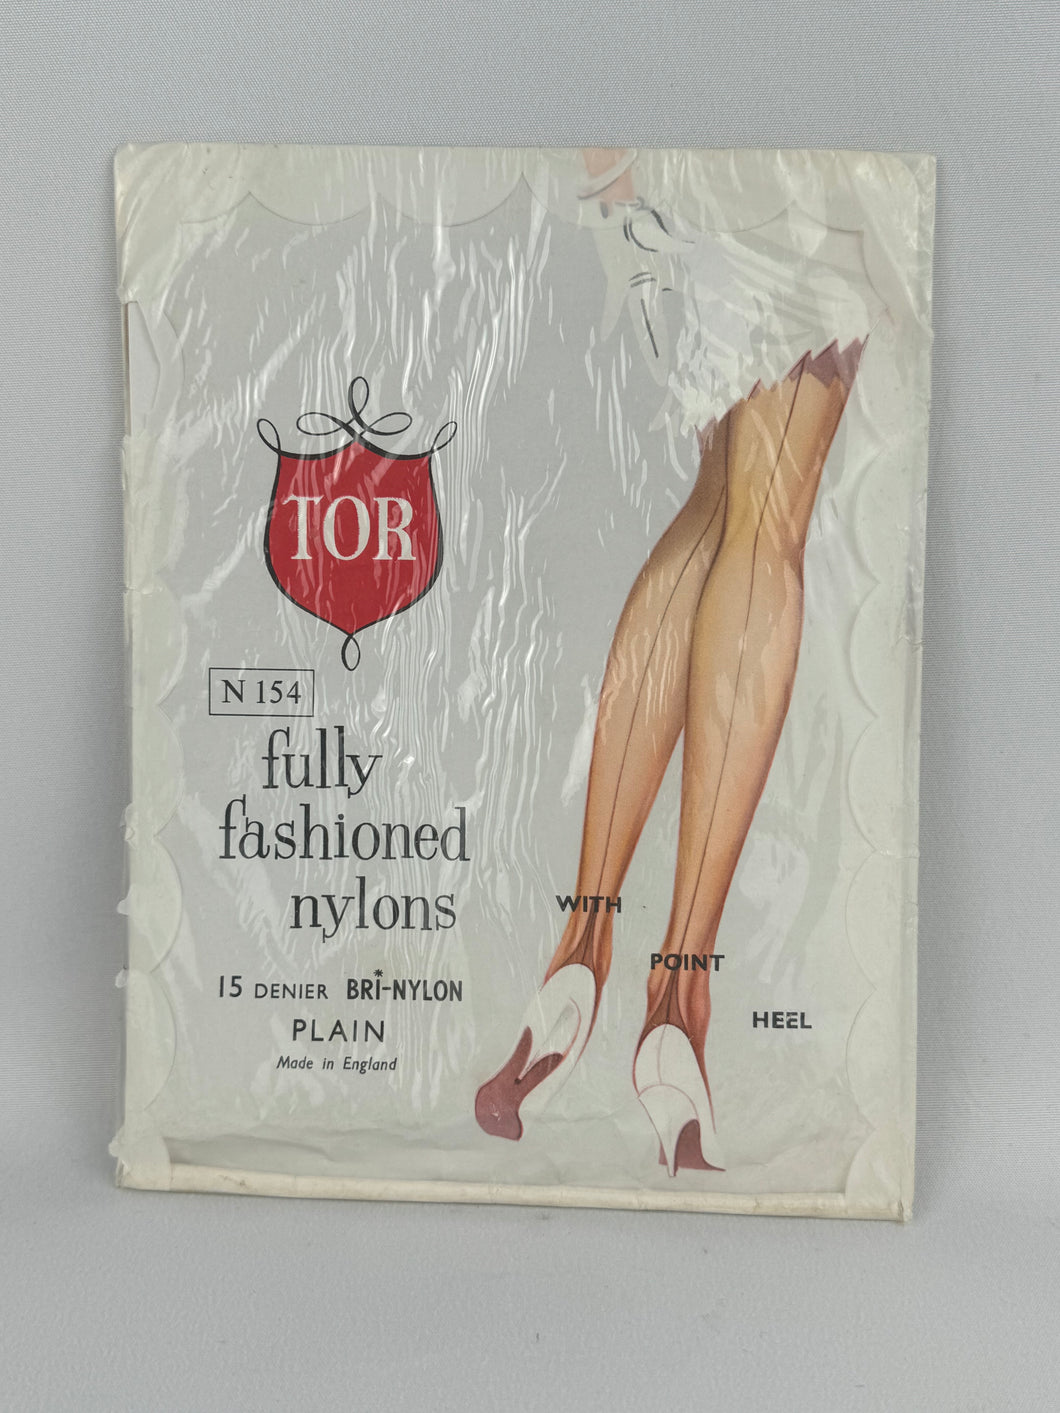 TOR
N 154
fully
fashioned
nylons
15 DENIER BRI*-NYLON
PLAIN
Made in England
WITH
POINT
HEEL